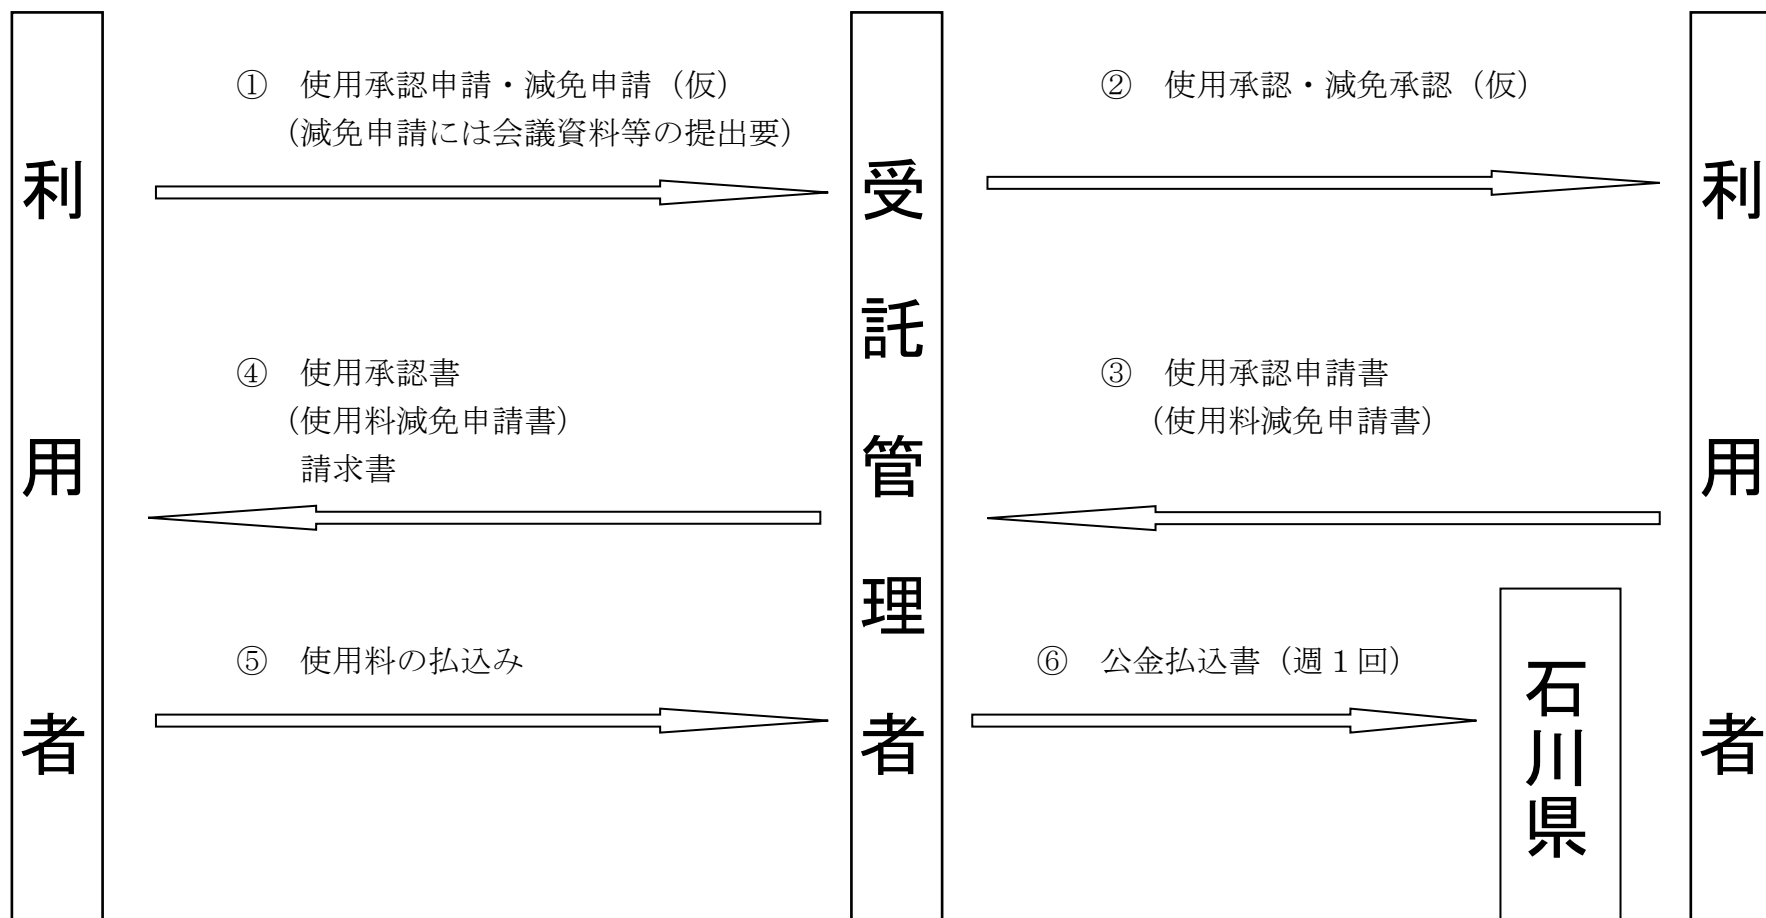 利用者
① 使用承認申請・減免申請（仮）
（減免申請には会議資料等の提出要）
受託管理者
② 使用承認・減免承認（仮）
利用者
④ 使用承認書
（使用料減免申請書）
請求書
③ 使用承認申請書
（使用料減免申請書）
⑤ 使用料の払込み
⑥ 公金払込書（週１回）
石川県